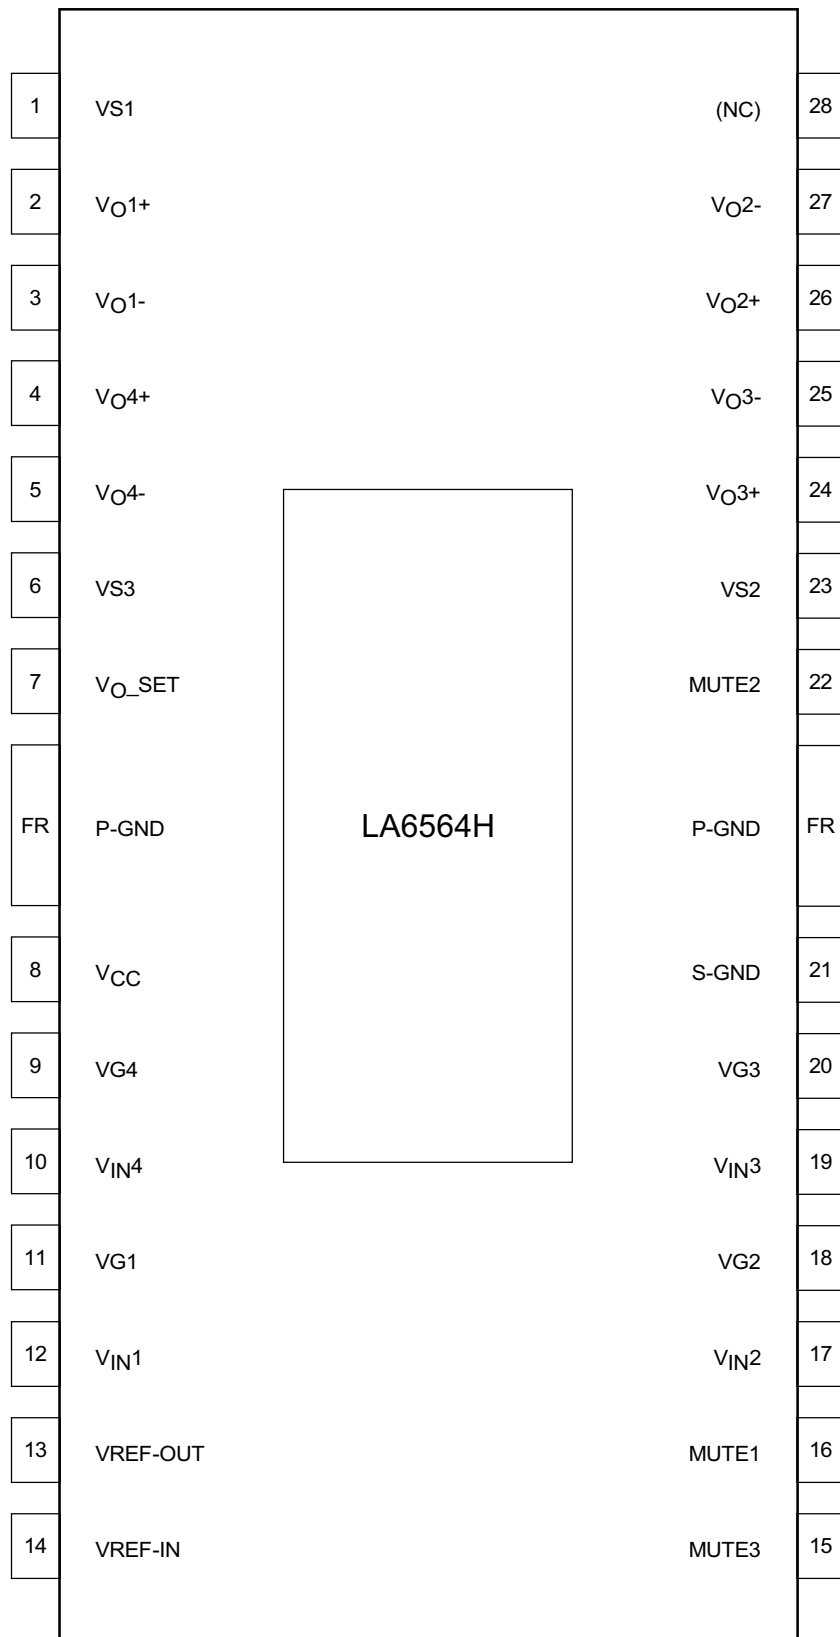 1 VS1 (NC) 28
2 VO1+ VO2- 27
3 VO1- VO2+ 26
4 VO4+ VO3- 25
5 VO4- VO3+ 24
6 VS3 VS2 23
7 VO_SET MUTE2 22
FR P-GND LA6564H P-GND FR
8 VCC S-GND 21
9 VG4 VG3 20
10 VIN4 VIN3 19
11 VG1 VG2 18
12 VIN1 VIN2 17
13 VREF-OUT MUTE1 16
14 VREF-IN MUTE3 15